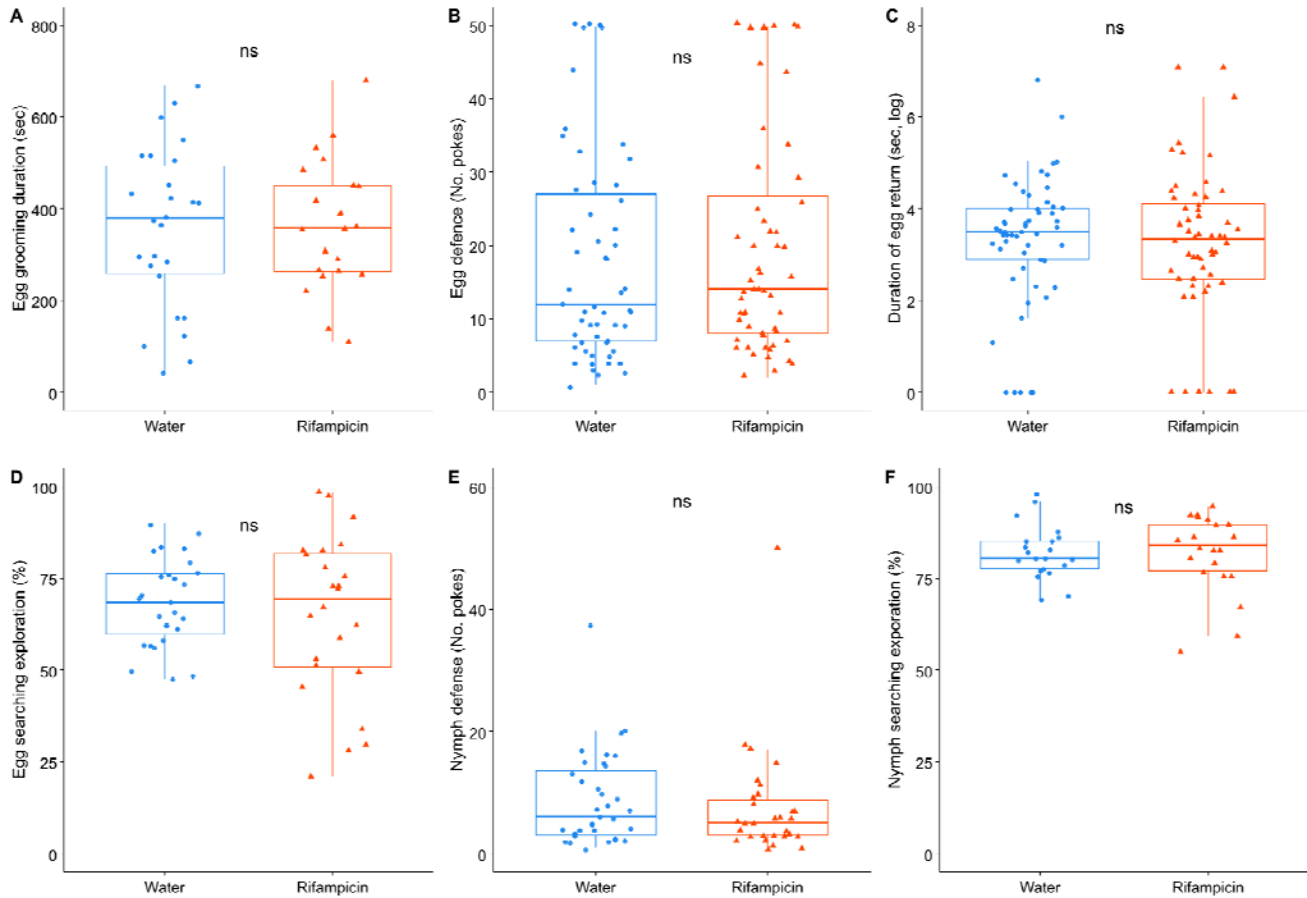 A
Egg grooming duration (sec)
800
600
400
200
0
ns
Water
Rifampicin
B
Egg defence (No. pokes)
50
40
30
20
10
0
ns
Water
Rifampicin
C
Duration of egg return (sec, log)
8
6
4
2
0
ns
Water
Rifampicin
D
Egg searching exploration (%)
100
75
50
25
0
ns
Water
Rifampicin
E
Nymph defense (No. pokes)
60
40
20
0
ns
Water
Rifampicin
F
Nymph searching exporation (%)
100
75
50
25
0
ns
Water
Rifampicin